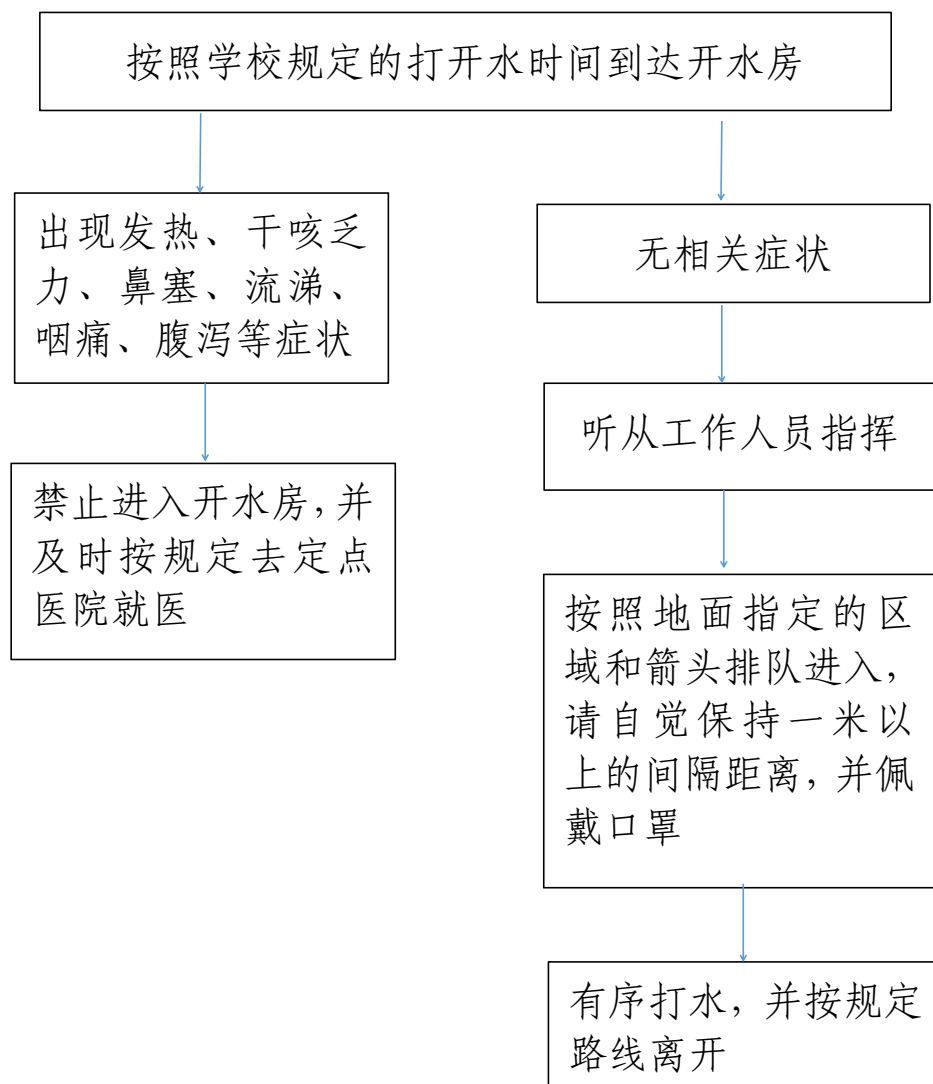 按照学校规定的打开水时间到达开水房
出现发热、干咳乏
力、鼻塞、流涕、
咽痛、腹泻等症状
禁止进入开水房，并
及时按规定去定点
医院就医
无相关症状
听从工作人员指挥
按照地面指定的区
域和箭头排队进入，
请自觉保持一米以
上的间隔距离，并佩
戴口罩
有序打水，并按规定
路线离开